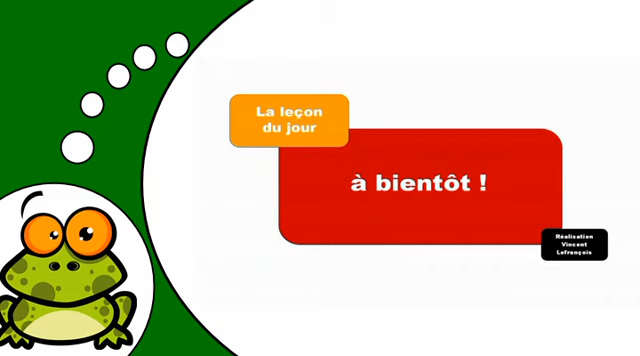 La leçon
du jour
à bientôt !
Réalisation
Vincent
Lefrançois